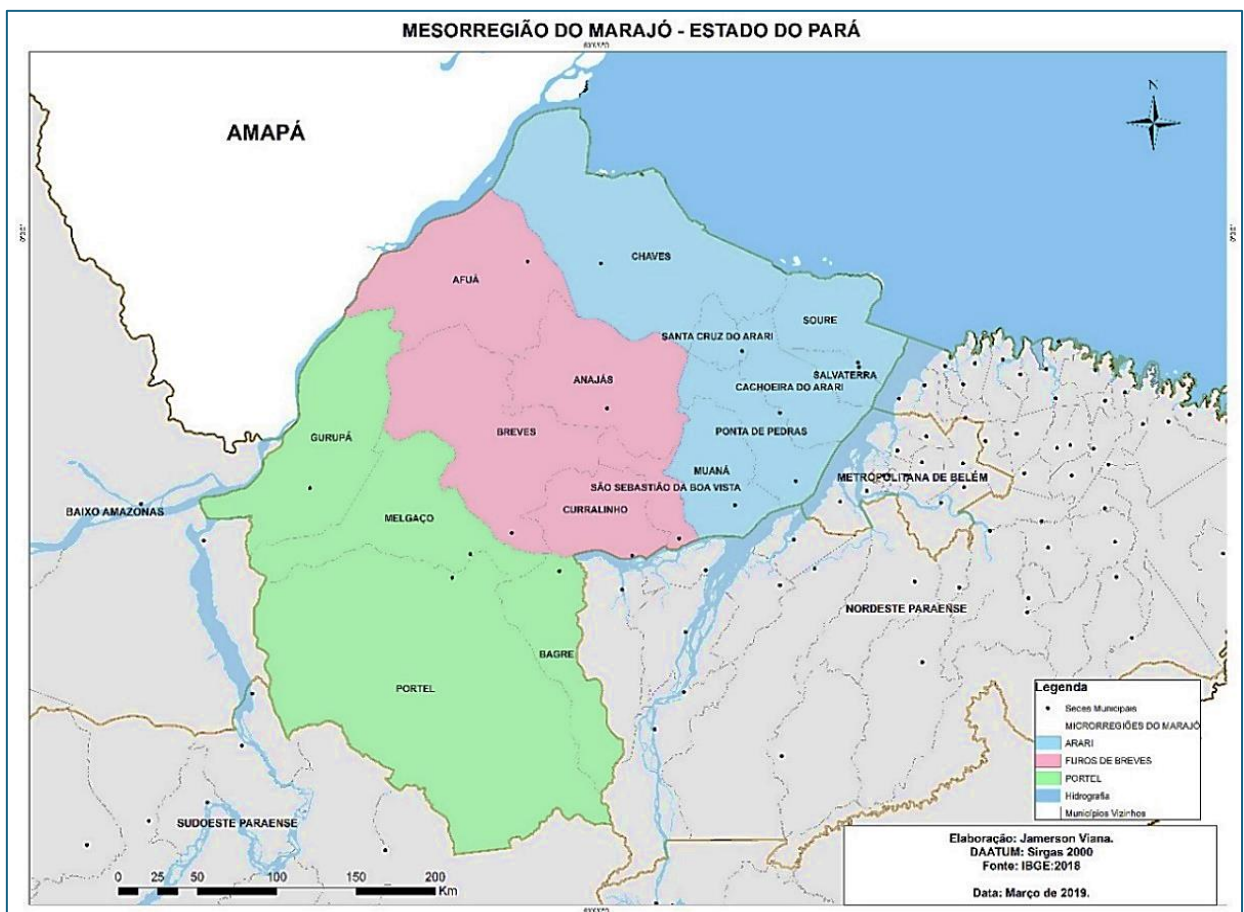 MESORREGIÃO DO MARAJÓ - ESTADO DO PARÁ
AMAPÁ
N
CHAVES
AFUÁ
SOURE
SANTA CRUZ DO ARARI
SALVATERRA
ANAJÁS
CACHOEIRA DO ARARI
BREVES
PONTA DE PEDRAS
GURUPÁ
MUANÁ
METROPOLITANA DE BELÉM
SÃO SEBASTIÃO DA BOA VISTA
BAIXO AMAZONAS
MELGAÇO
CURRALINHO
NORDESTE PARAENSE
BAGRE
PORTEL
SUDOESTE PARAENSE
Legenda
Seces Municipais
MICRORREGIÕES DO MARAJÓ
ARARI
FUROS DE BREVES
PORTEL
Hidrografia
Municípios Vizinhos
0 12,5 25 50 100 150 200
Km
Elaboração: Jamerson Viana.
DAATUM: Sirgas 2000
Fonte: IBGE:2018
Data: Março de 2019.